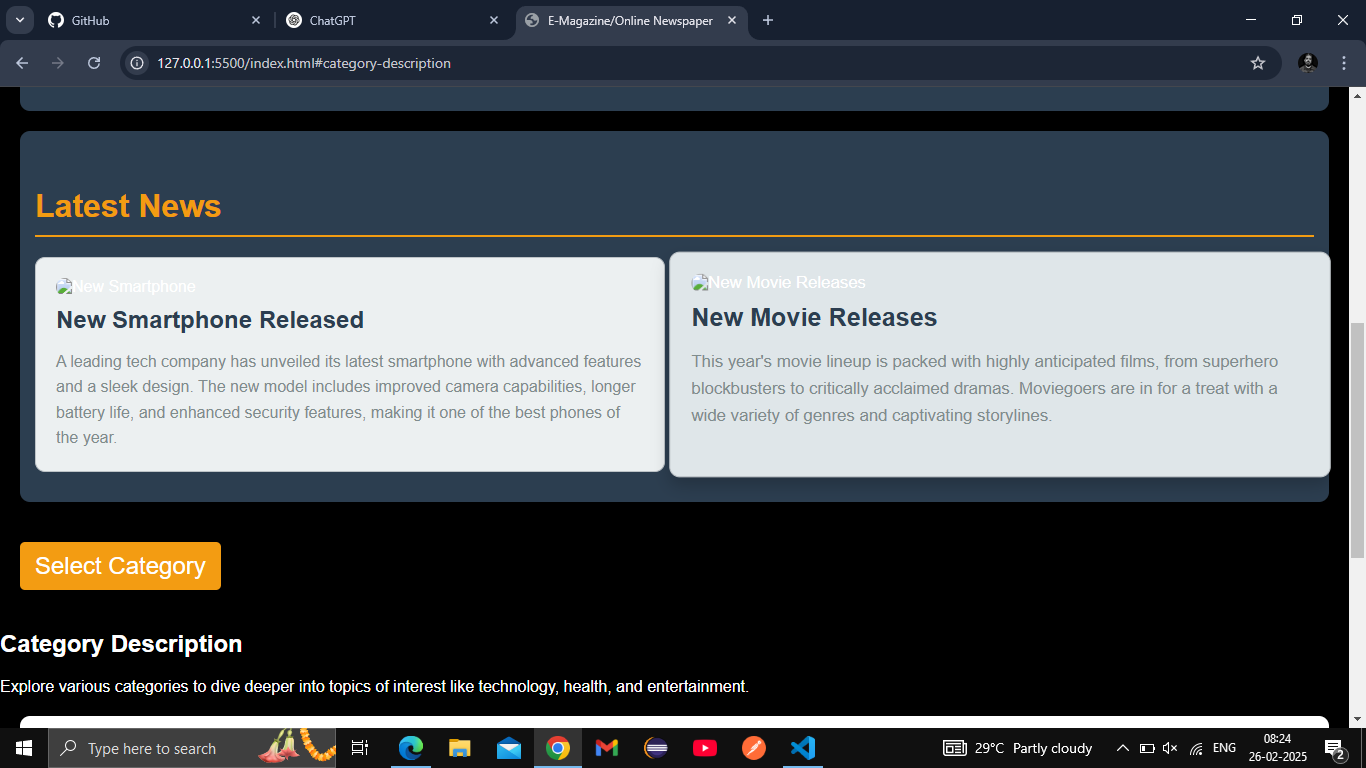 GitHub
ChatGPT
E-Magazine/Online Newspaper
127.0.0.1:5500/index.html#category-description
Latest News
New Smartphone
New Smartphone Released
A leading tech company has unveiled its latest smartphone with advanced features
and a sleek design. The new model includes improved camera capabilities, longer
battery life, and enhanced security features, making it one of the best phones of
the year.
New Movie Releases
New Movie Releases
This year's movie lineup is packed with highly anticipated films, from superhero
blockbusters to critically acclaimed dramas. Moviegoers are in for a treat with a
wide variety of genres and captivating storylines.
Select Category
Category Description
Explore various categories to dive deeper into topics of interest like technology, health, and entertainment.
Type here to search
29°C Partly cloudy
ENG
08:24
26-02-2025
2